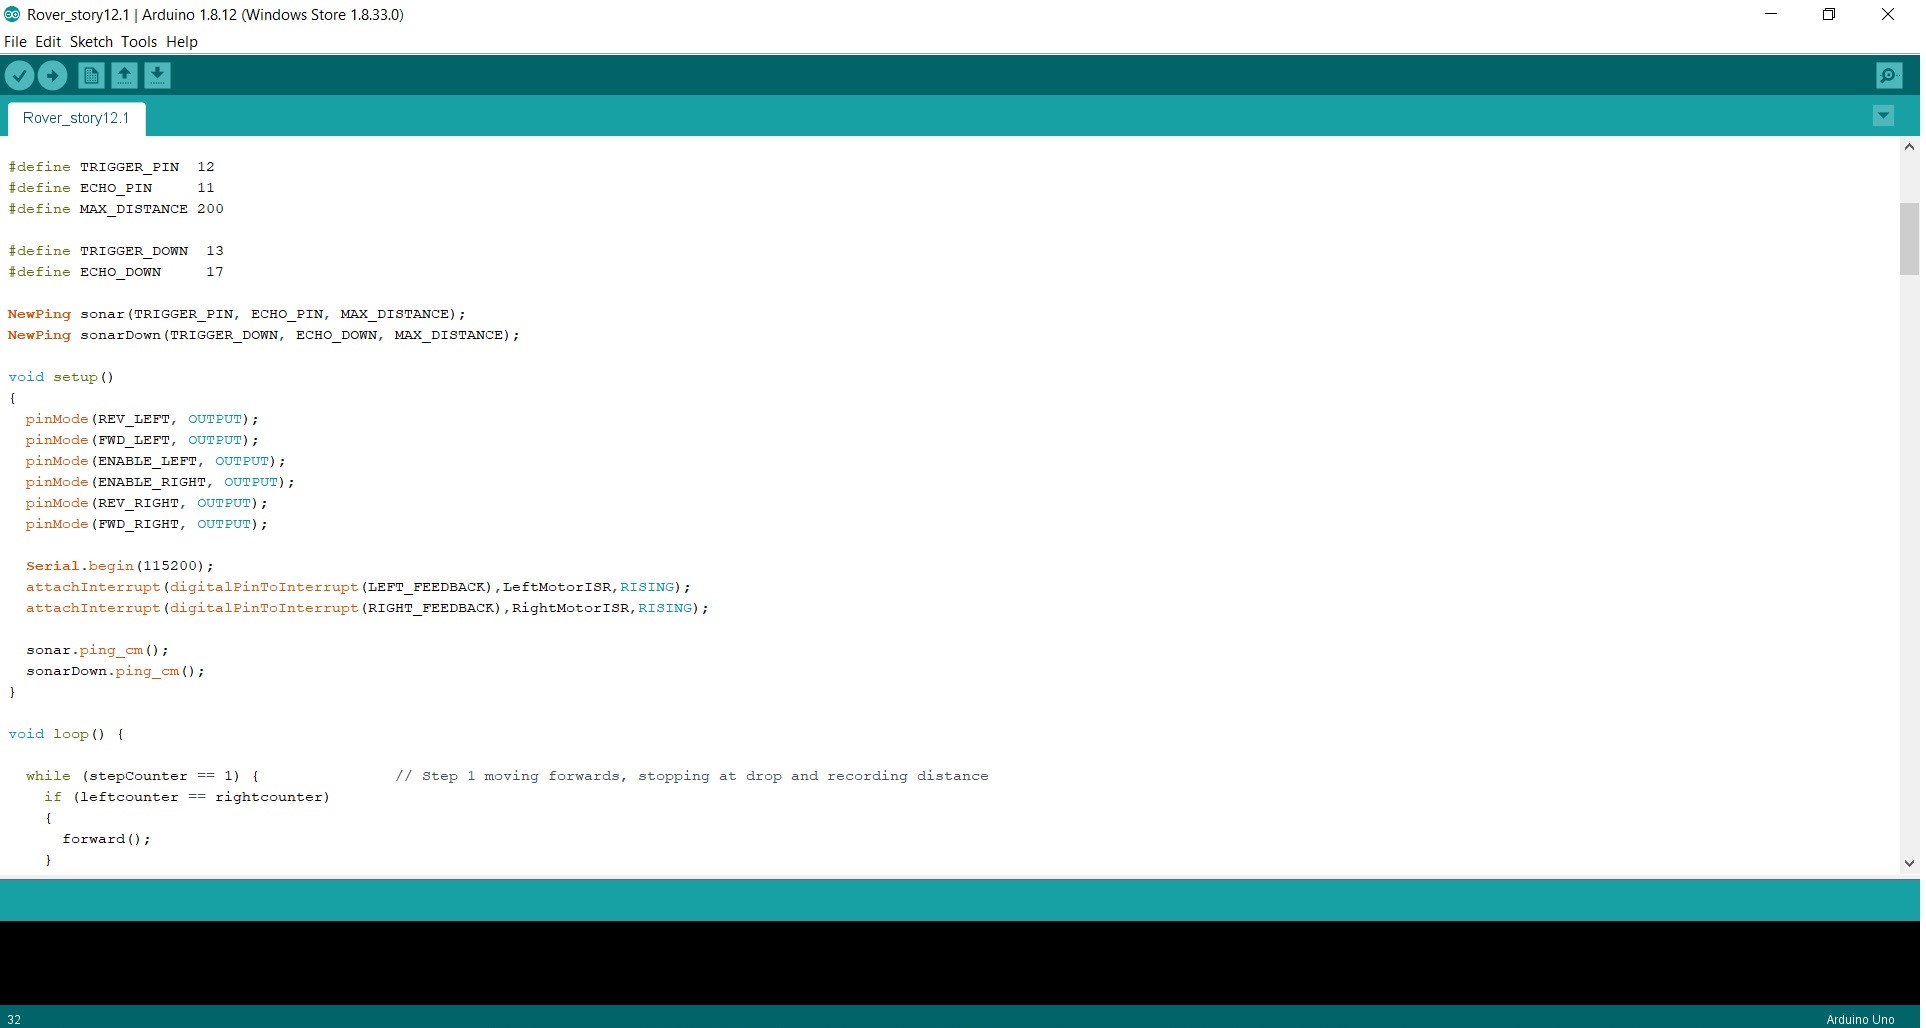 Rover_story12.1 | Arduino 1.8.12 (Windows Store 1.8.33.0)
File Edit Sketch Tools Help
Rover_story12.1
#define TRIGGER_PIN  12
#define ECHO_PIN     11
#define MAX_DISTANCE 200
#define TRIGGER_DOWN  13
#define ECHO_DOWN     17
NewPing sonar(TRIGGER_PIN, ECHO_PIN, MAX_DISTANCE);
NewPing sonarDown(TRIGGER_DOWN, ECHO_DOWN, MAX_DISTANCE);
void setup()
{
  pinMode(REV_LEFT, OUTPUT);
  pinMode(FWD_LEFT, OUTPUT);
  pinMode(ENABLE_LEFT, OUTPUT);
  pinMode(ENABLE_RIGHT, OUTPUT);
  pinMode(REV_RIGHT, OUTPUT);
  pinMode(FWD_RIGHT, OUTPUT);
  Serial.begin(115200);
  attachInterrupt(digitalPinToInterrupt(LEFT_FEEDBACK),LeftMotorISR,RISING);
  attachInterrupt(digitalPinToInterrupt(RIGHT_FEEDBACK),RightMotorISR,RISING);
  sonar.ping_cm();
  sonarDown.ping_cm();
}
void loop() {
  while (stepCounter == 1) {               // Step 1 moving forwards, stopping at drop and recording distance
    if (leftcounter == rightcounter)
    {
      forward();
    }
32
Arduino Uno